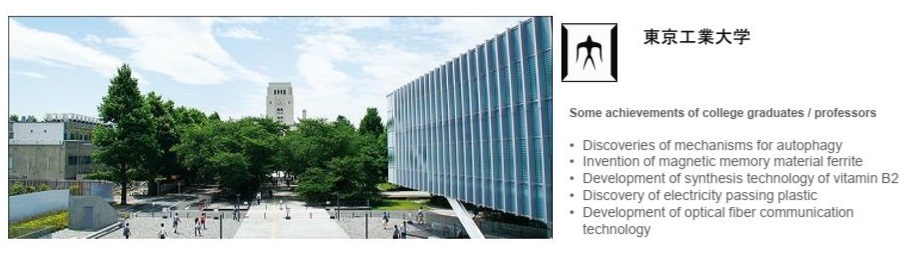 東京工業大学
Some achievements of college graduates / professors
• Discoveries of mechanisms for autophagy
• Invention of magnetic memory material ferrite
• Development of synthesis technology of vitamin B2
• Discovery of electricity passing plastic
• Development of optical fiber communication
technology